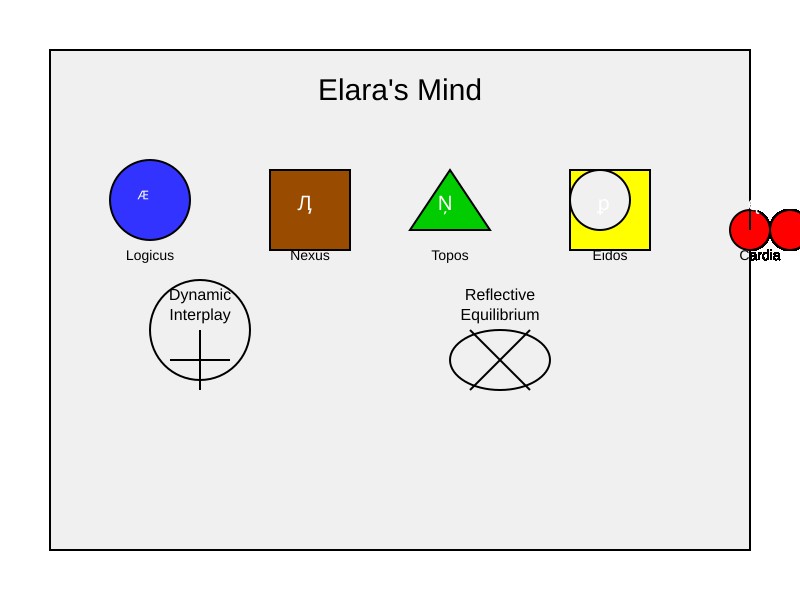 Elara's Mind
Æ
Ņ
Logicus
Nexus
Topos
Eidos
Cardia
Dynamic
Interplay
Reflective
Equilibrium